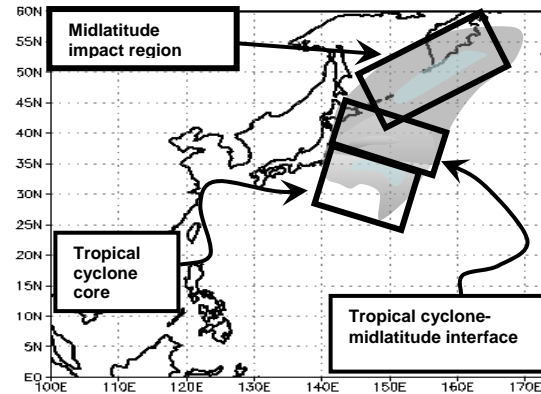 60N
55N
50N
45N
40N
35N
30N
25N
20N
15N
10N
5N
EQ
100E 110E 120E 130E 140E 150E 160E 170E
Midlatitude
impact region
Tropical
cyclone
core
Tropical cyclone-
midlatitude interface